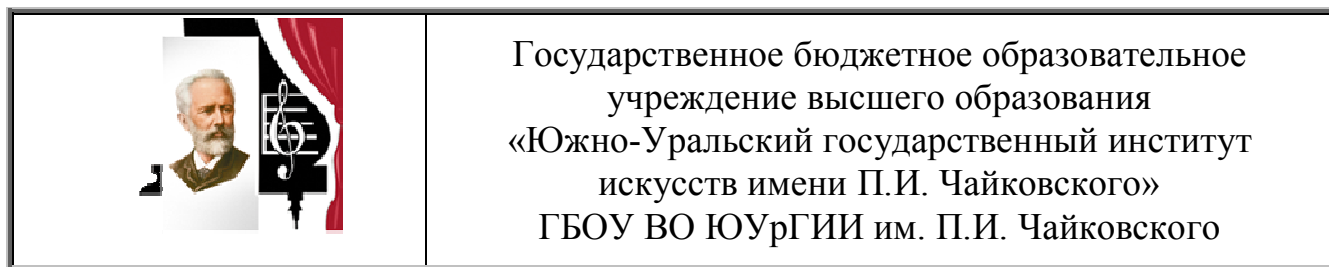 Государственное бюджетное образовательное
учреждение высшего образования
«Южно-Уральский государственный институт
искусств имени П.И. Чайковского»
ГБОУ ВО ЮУрГИИ им. П.И. Чайковского